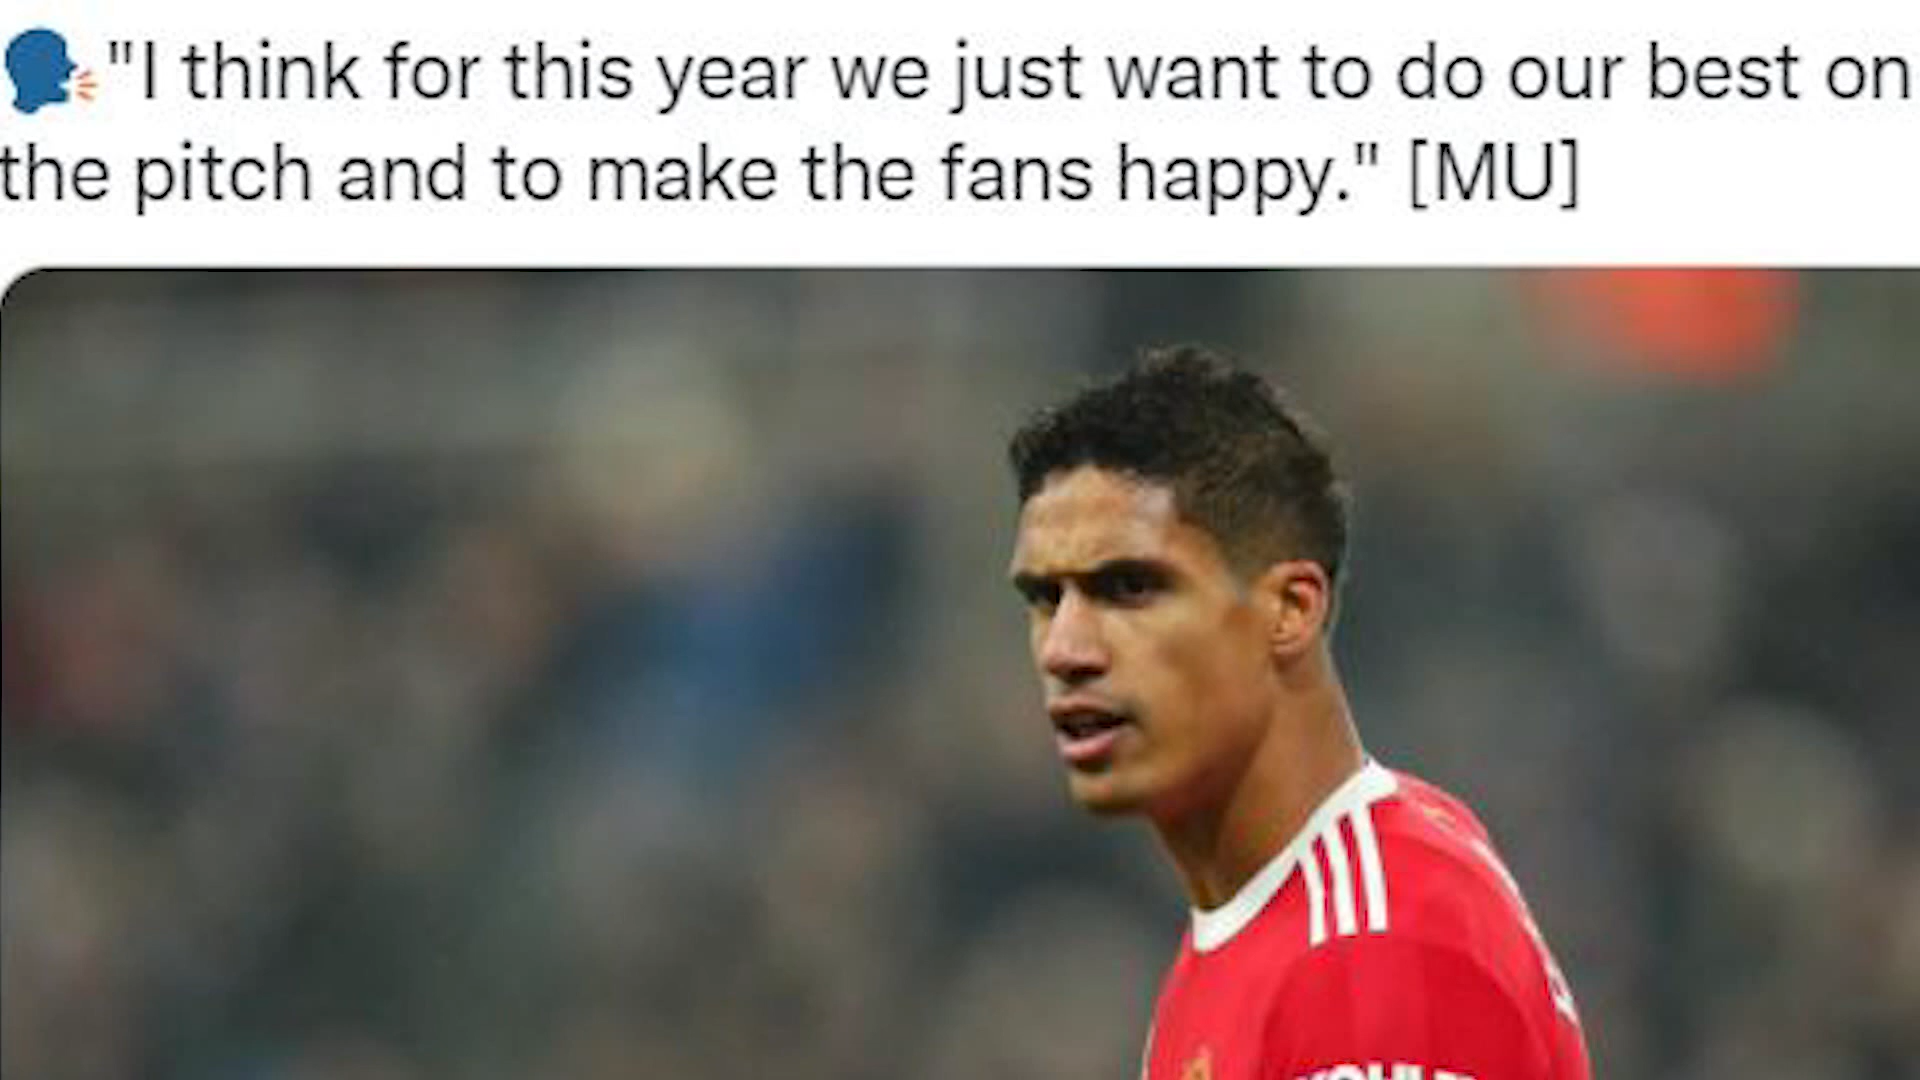 "I think for this year we just want to do our best on
the pitch and to make the fans happy." [MU]
KOHLER